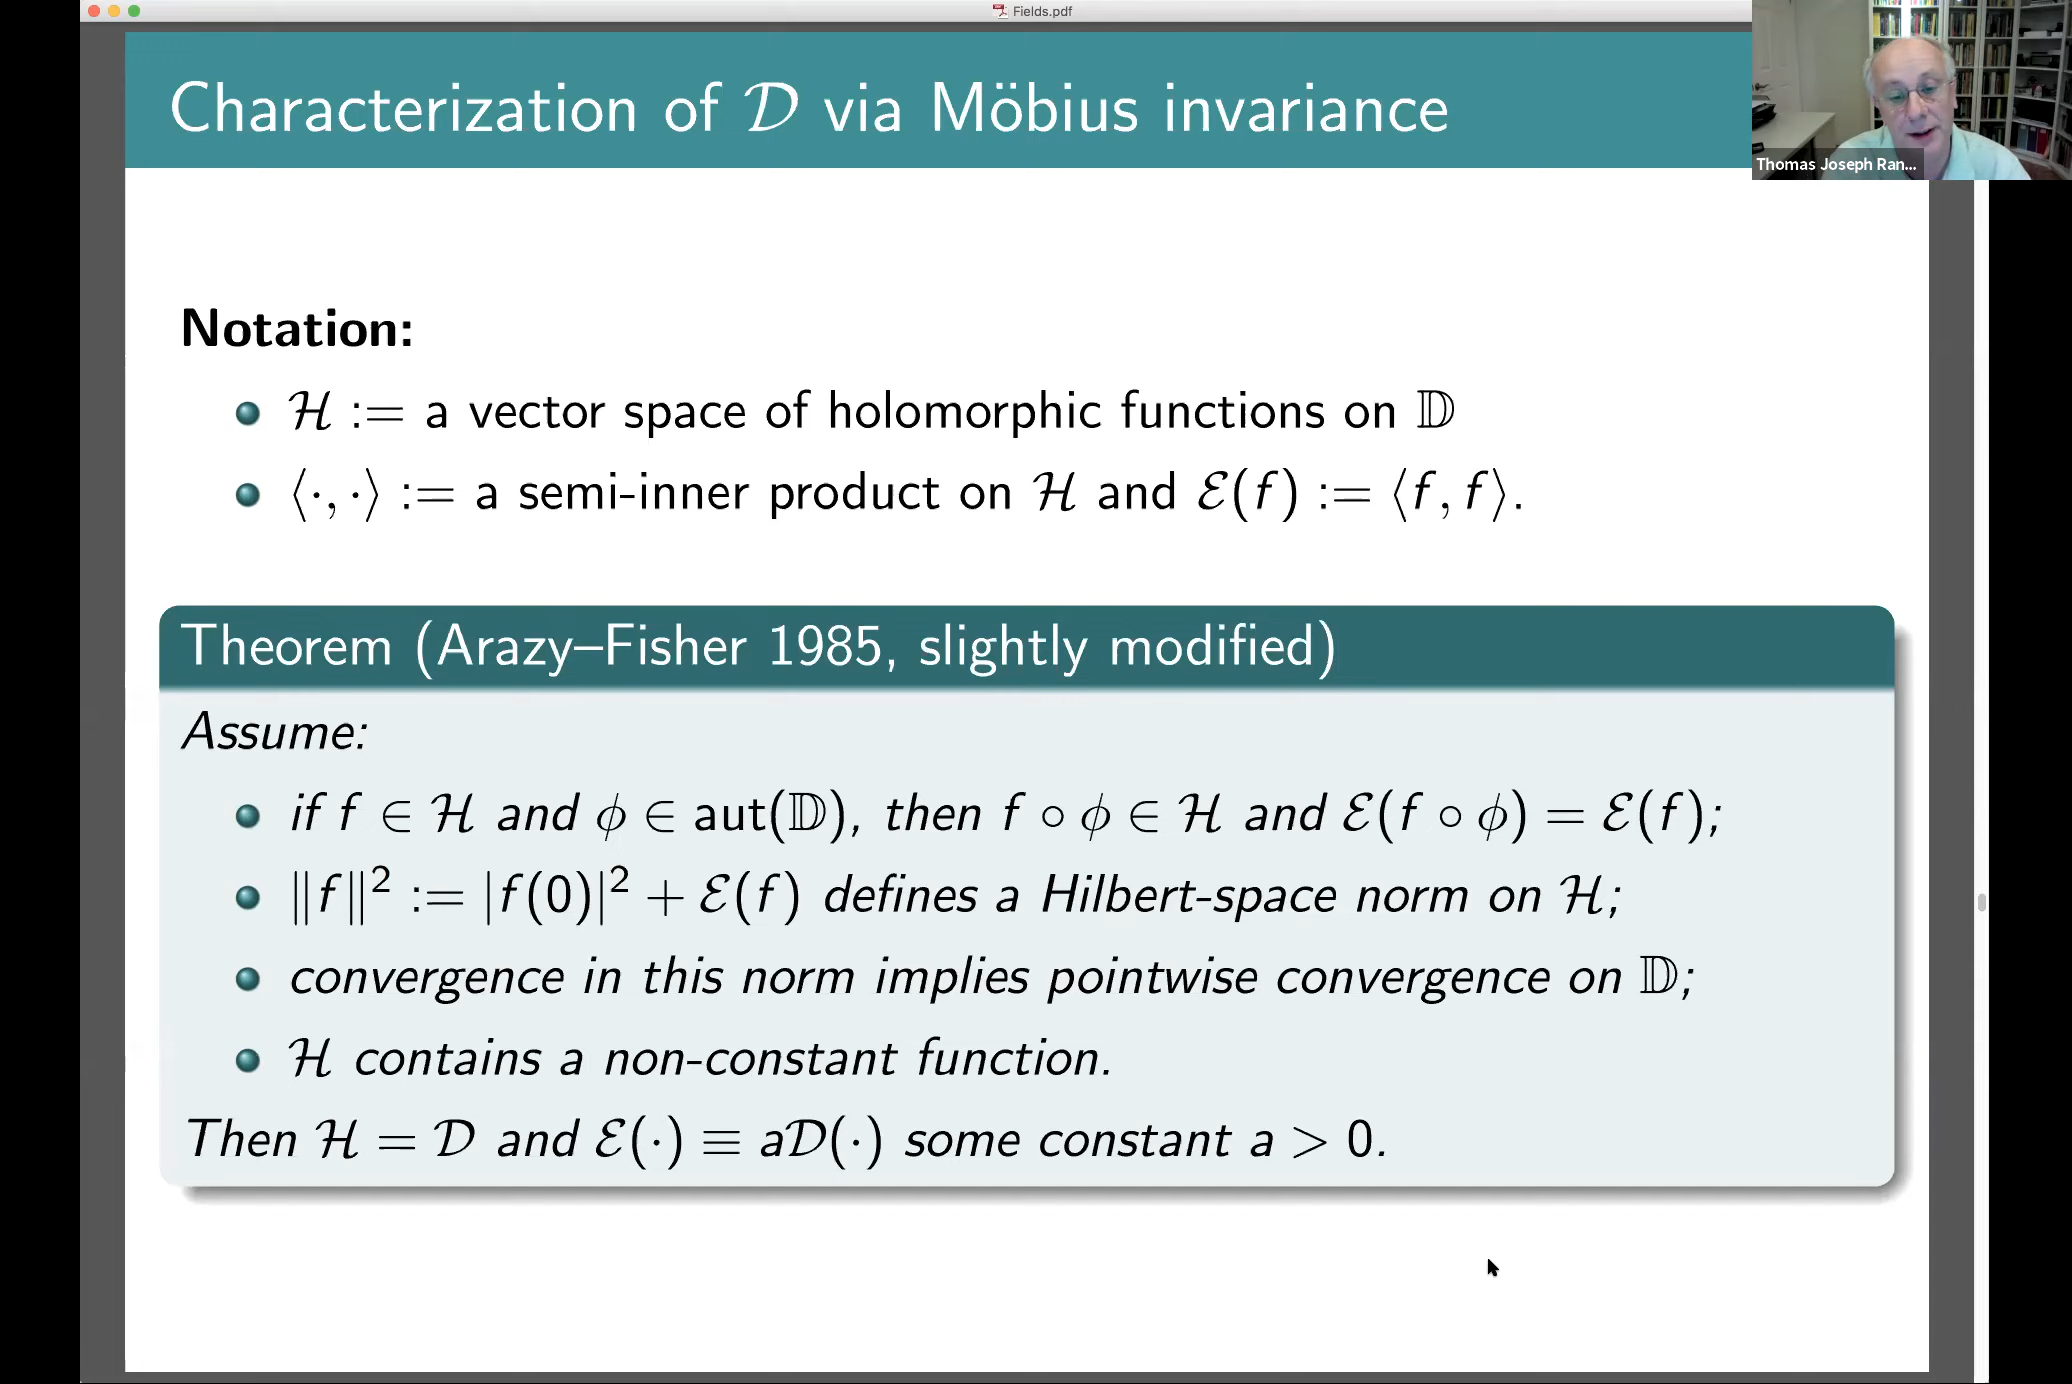 Fields.pdf
Characterization of 𝒟 via Möbius invariance
Thomas Joseph Ran...
Notation:
ℋ := a vector space of holomorphic functions on 𝔻
⟨·, ·⟩ := a semi-inner product on ℋ and ℰ(f) := ⟨f, f⟩.
Theorem (Arazy–Fisher 1985, slightly modified)
Assume:
if f ∈ ℋ and ϕ ∈ aut(𝔻), then f ∘ ϕ ∈ ℋ and ℰ(f ∘ ϕ) = ℰ(f);
‖f‖² := |f(0)|² + ℰ(f) defines a Hilbert-space norm on ℋ;
convergence in this norm implies pointwise convergence on 𝔻;
ℋ contains a non-constant function.
Then ℋ = 𝒟 and ℰ(·) ≡ a𝒟(·) some constant a > 0.